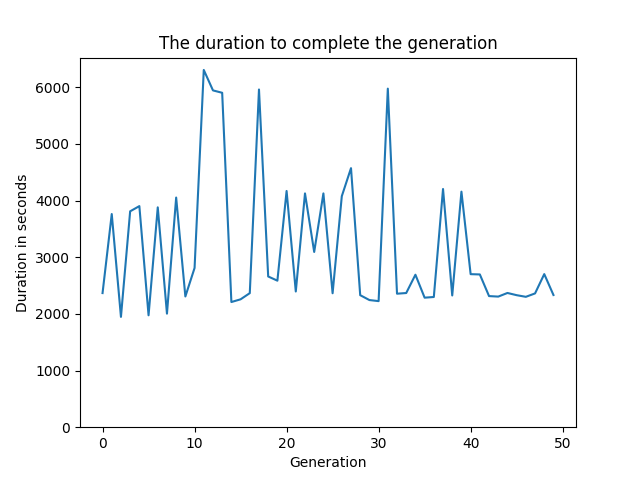 The duration to complete the generation
Duration in seconds
6000
5000
4000
3000
2000
1000
0
0 10 20 30 40 50
Generation